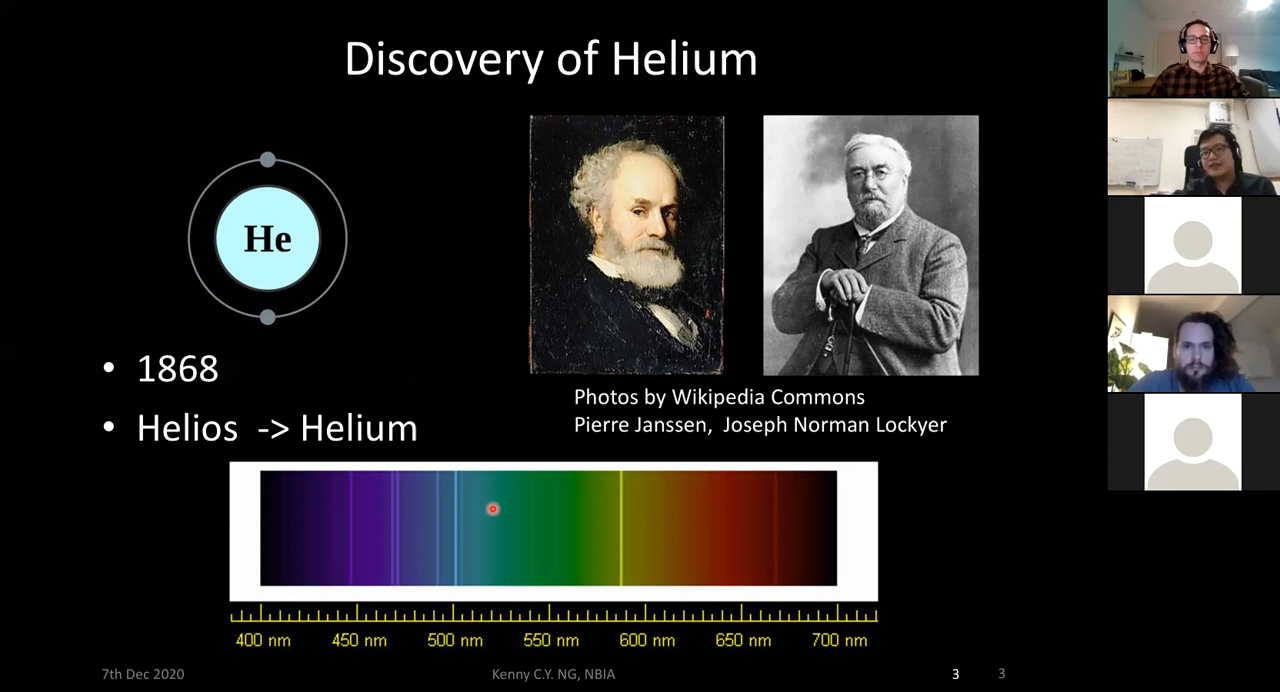 Discovery of Helium
He
• 1868
• Helios -> Helium
Photos by Wikipedia Commons
Pierre Janssen, Joseph Norman Lockyer
400 nm 450 nm 500 nm 550 nm 600 nm 650 nm 700 nm
7th Dec 2020 Kenny C.Y. NG, NBIA 3 3